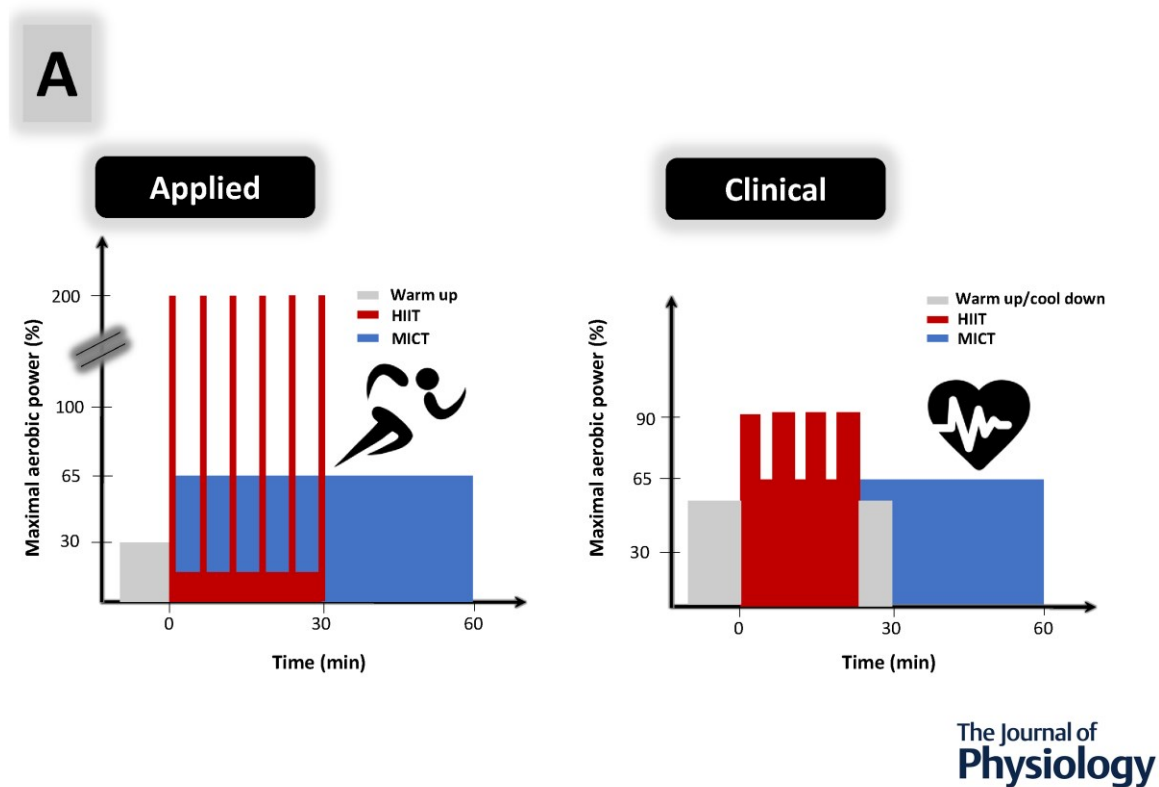 A
Applied
Clinical
Maximal aerobic power (%)
200
100
65
30
Warm up
HIIT
MICT
0
30
60
Time (min)
Maximal aerobic power (%)
90
65
30
Warm up/cool down
HIIT
MICT
0
30
60
Time (min)
The Journal of
Physiology